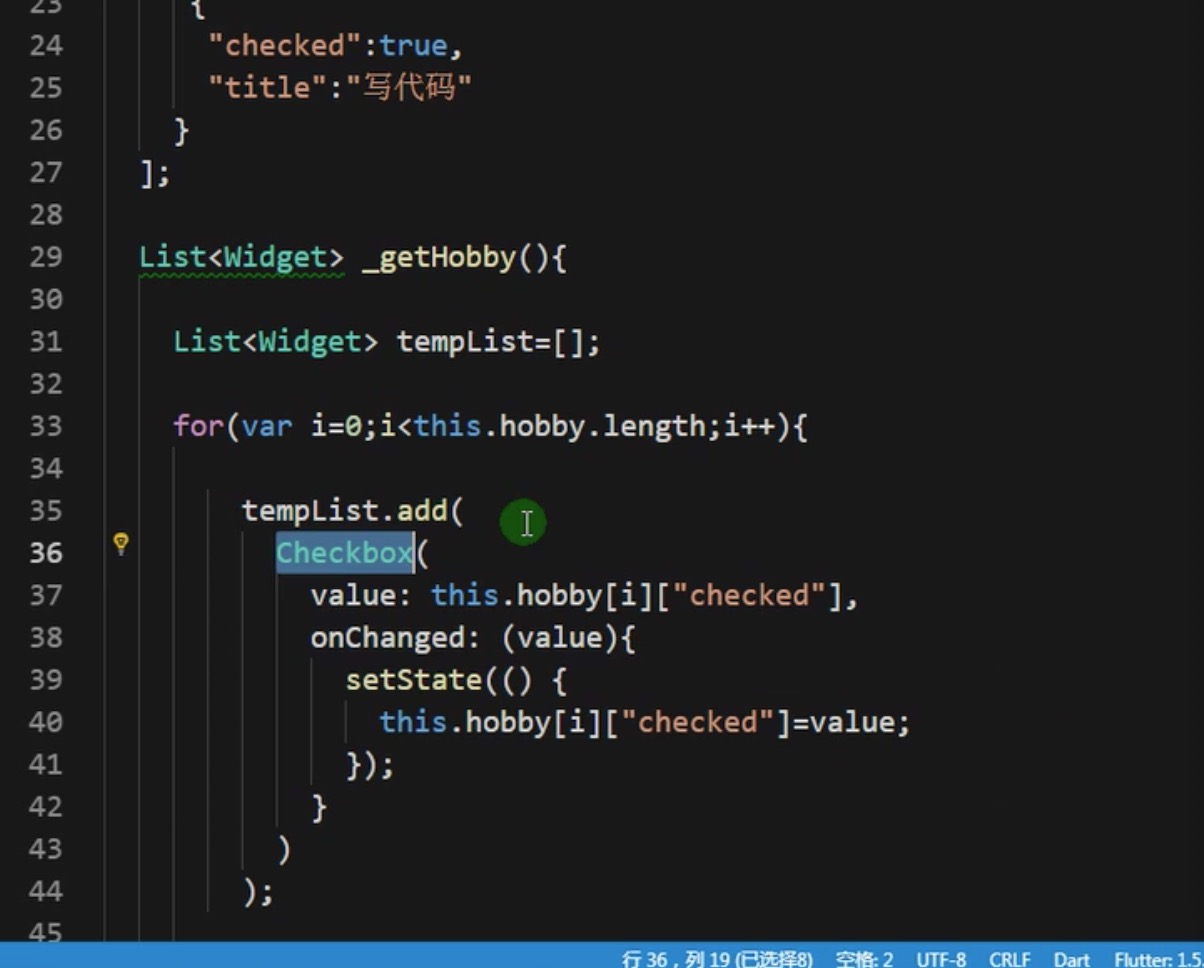 23 {
24 "checked":true,
25 "title":"写代码"
26 }
27 ];
28
29 List<Widget> _getHobby(){
30
31 List<Widget> tempList=[];
32
33 for(var i=0;i<this.hobby.length;i++){
34
35 tempList.add(
36 Checkbox(
37 value: this.hobby[i]["checked"],
38 onChanged: (value){
39 setState(() {
40 this.hobby[i]["checked"]=value;
41 });
42 }
43 )
44 );
45
行 36，列 19 (已选择8) 空格: 2 UTF-8 CRLF Dart Flutter: 1.5